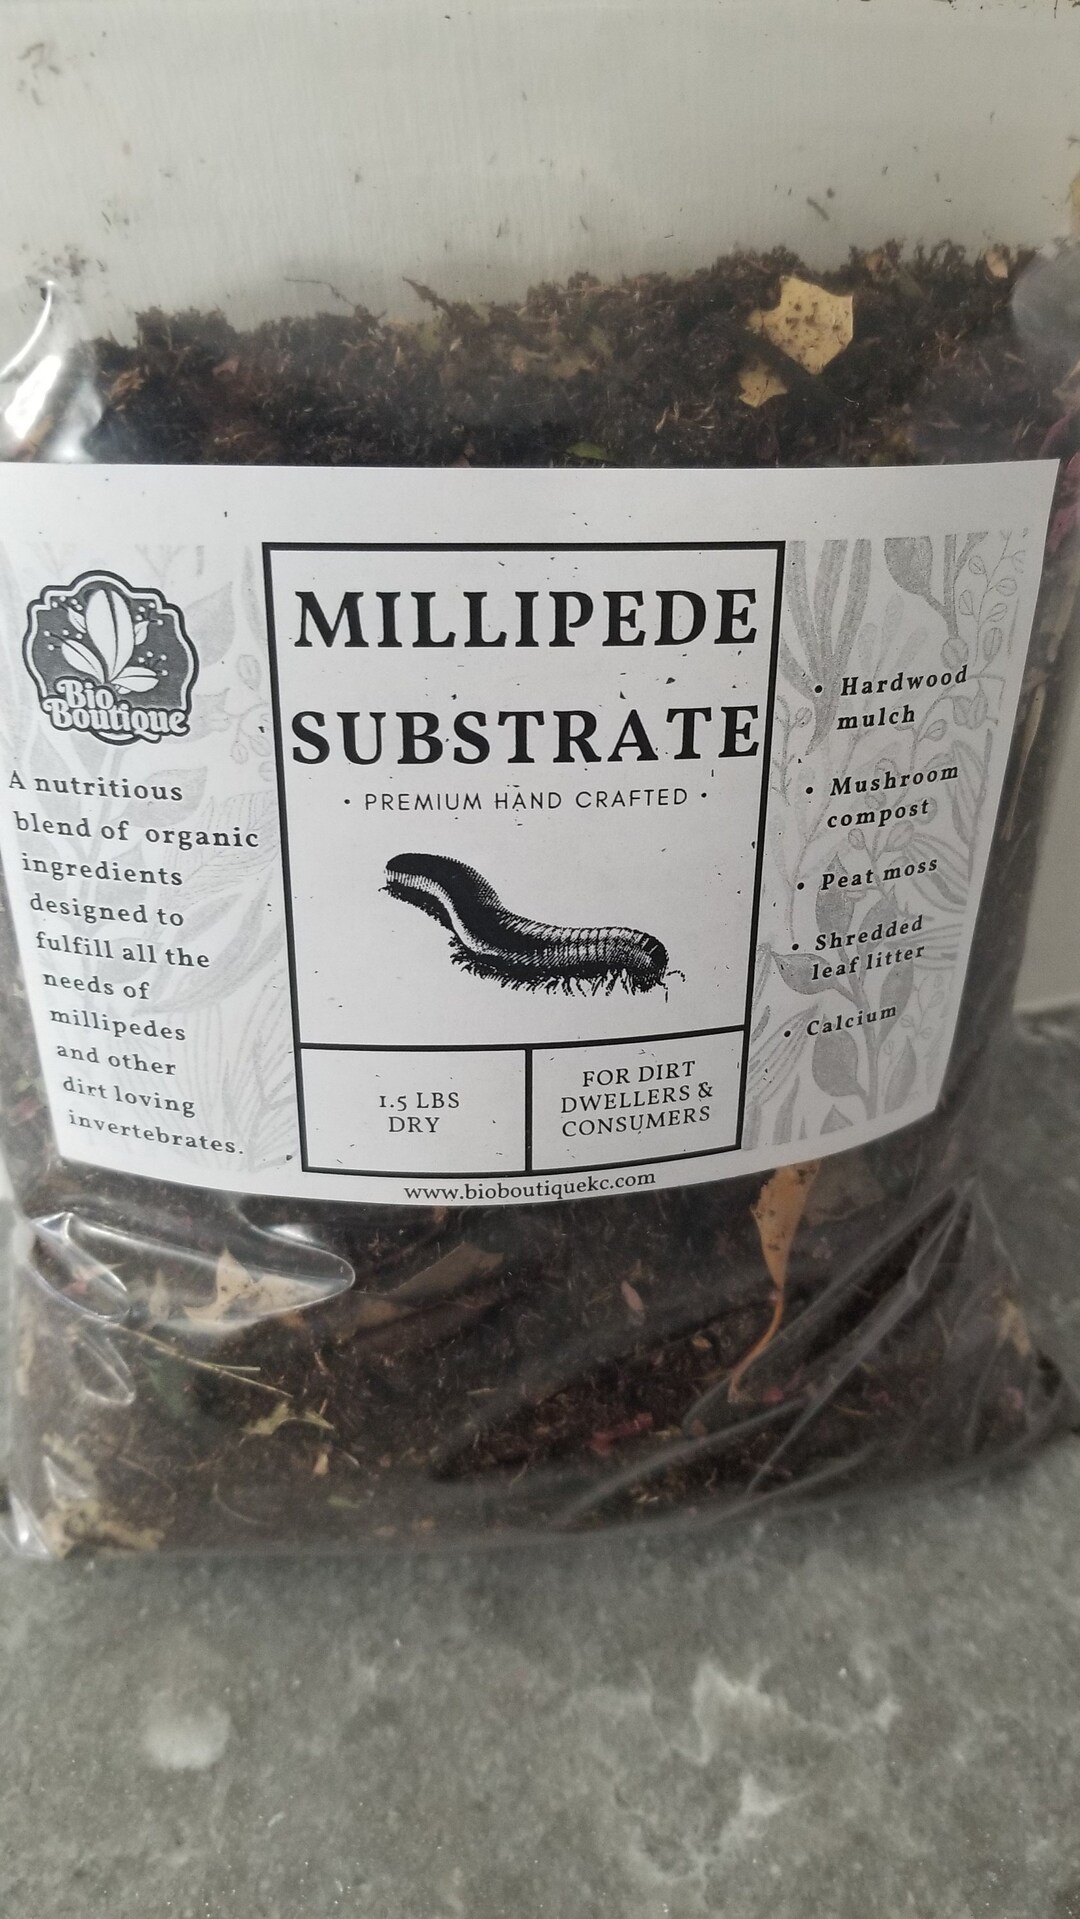 Bio
Boutique
A nutritious
blend of organic
ingredients
designed to
fulfill all the
needs of
millipedes
and other
dirt loving
invertebrates.
MILLIPEDE
SUBSTRATE
• PREMIUM HAND CRAFTED •
1.5 LBS
DRY
FOR DIRT
DWELLERS &
CONSUMERS
• Hardwood
mulch
• Mushroom
compost
• Peat moss
• Shredded
leaf litter
• Calcium
www.bioboutiquekc.com